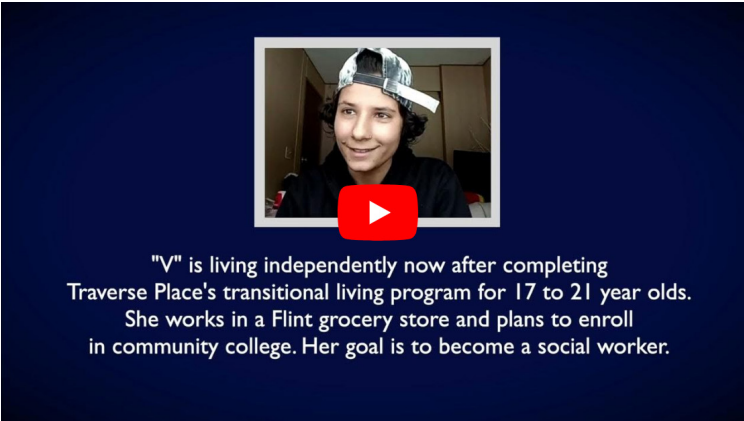 "V" is living independently now after completing
Traverse Place's transitional living program for 17 to 21 year olds.
She works in a Flint grocery store and plans to enroll
in community college. Her goal is to become a social worker.